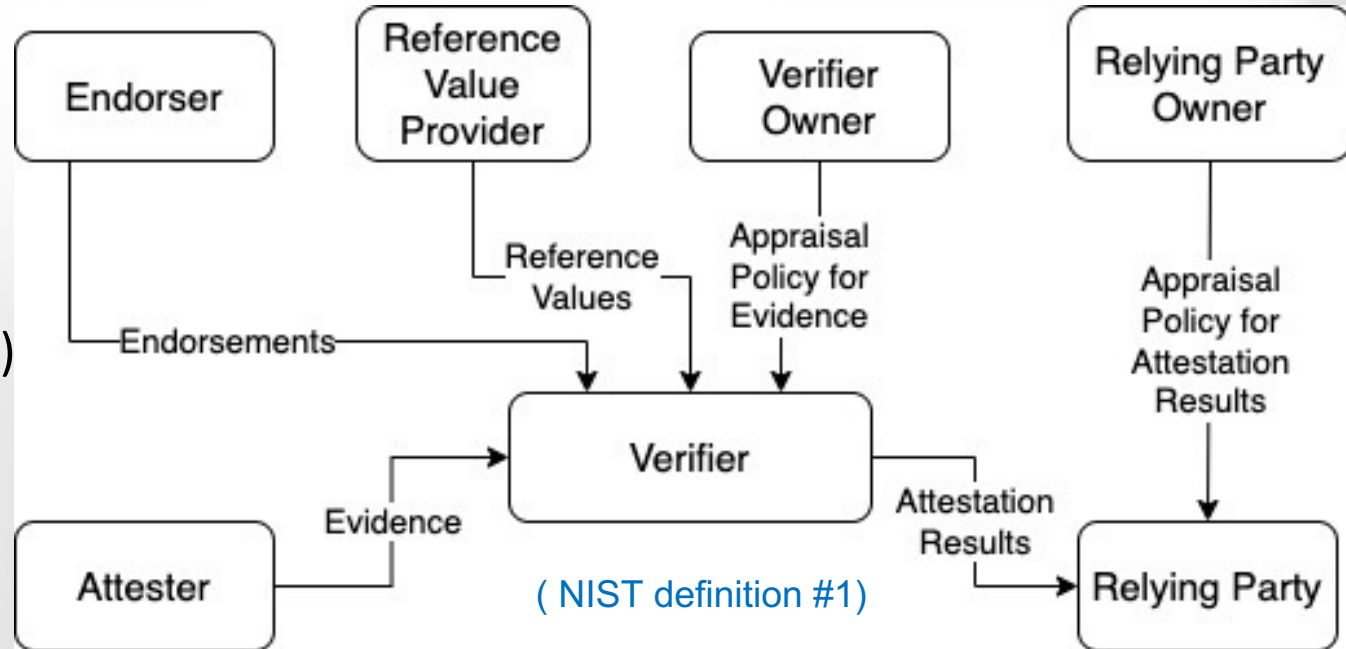 Endorser
Reference
Value
Provider
Verifier
Owner
Relying Party
Owner
Reference
Values
Appraisal
Policy for
Evidence
Appraisal
Policy for
Attestation
Results
)
Endorsements
Verifier
Evidence
Attestation
Results
Attester
( NIST definition #1)
Relying Party